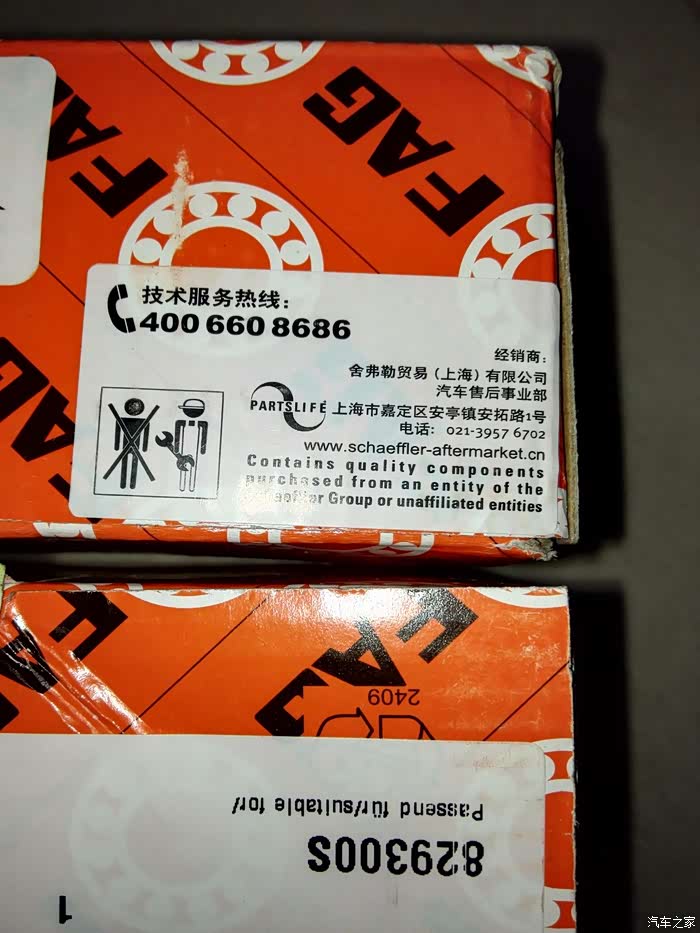 FAG
FAG
技术服务热线：
400 660 8686
经销商：
舍弗勒贸易 (上海) 有限公司
汽车售后事业部
PARTSLIFE
上海市嘉定区安亭镇安拓路1号
电话： 021-3957 6702
www.schaeffler-aftermarket.cn
Contains quality components
purchased from an entity of the
Group or unaffiliated entities
2409
Passend für/suitable for/
829300S
1
汽车之家